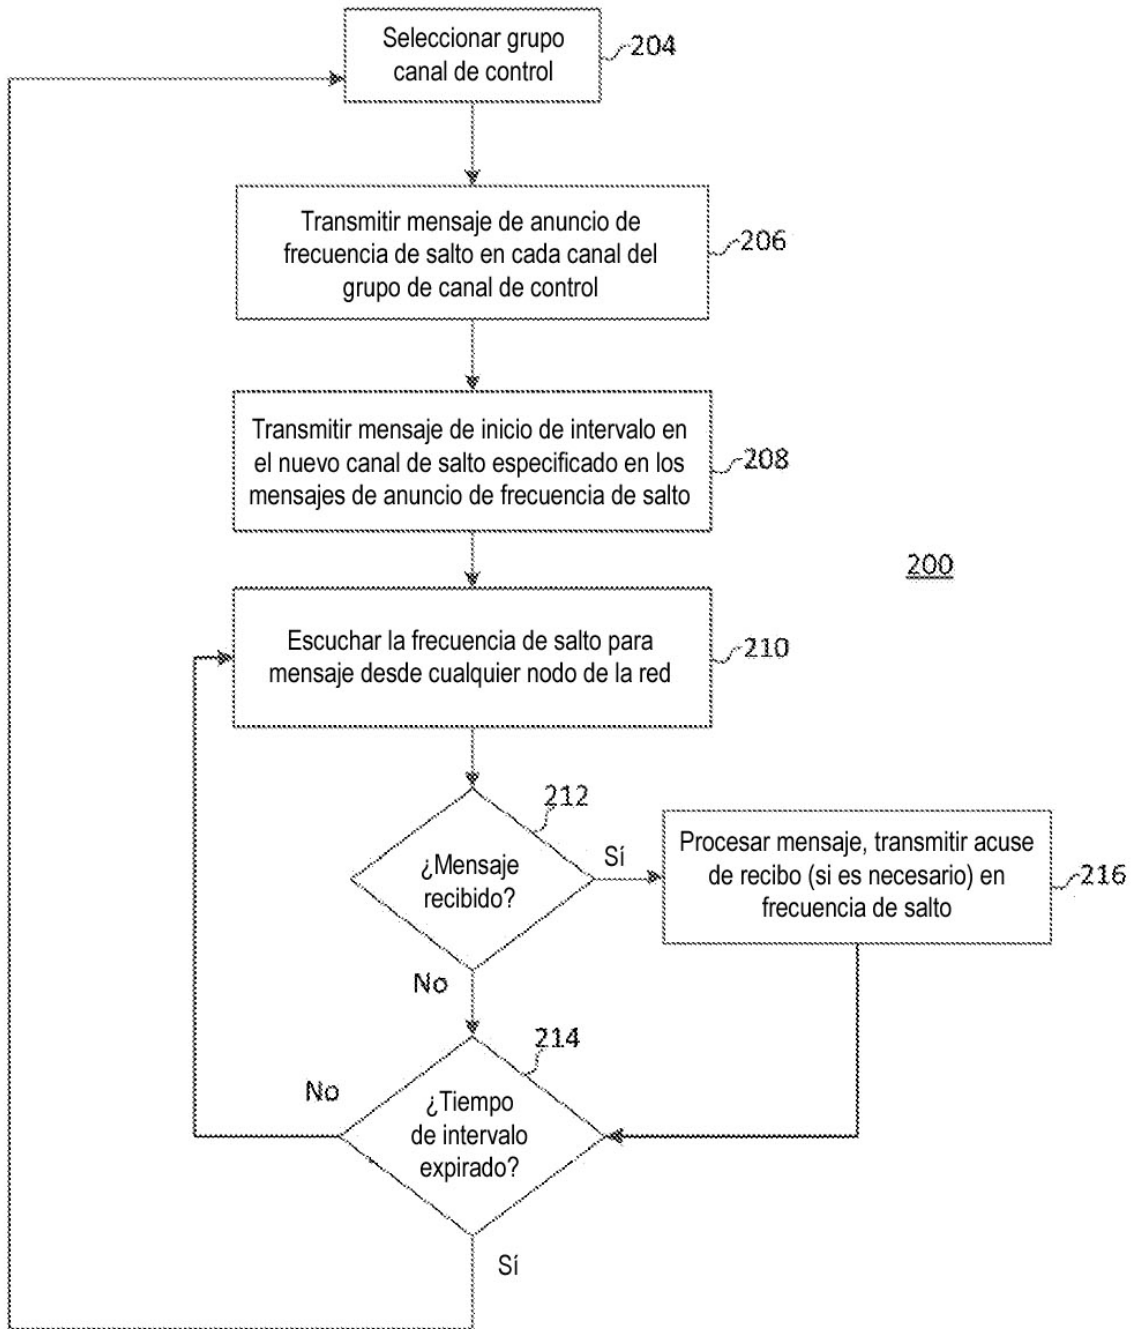 Seleccionar grupo
canal de control
204
Transmitir mensaje de anuncio de
frecuencia de salto en cada canal del
grupo de canal de control
206
Transmitir mensaje de inicio de intervalo en
el nuevo canal de salto especificado en los
mensajes de anuncio de frecuencia de salto
208
200
Escuchar la frecuencia de salto para
mensaje desde cualquier nodo de la red
210
212
¿Mensaje
recibido?
Sí
No
Procesar mensaje, transmitir acuse
de recibo (si es necesario) en
frecuencia de salto
216
214
No
¿Tiempo
de intervalo
expirado?
Sí